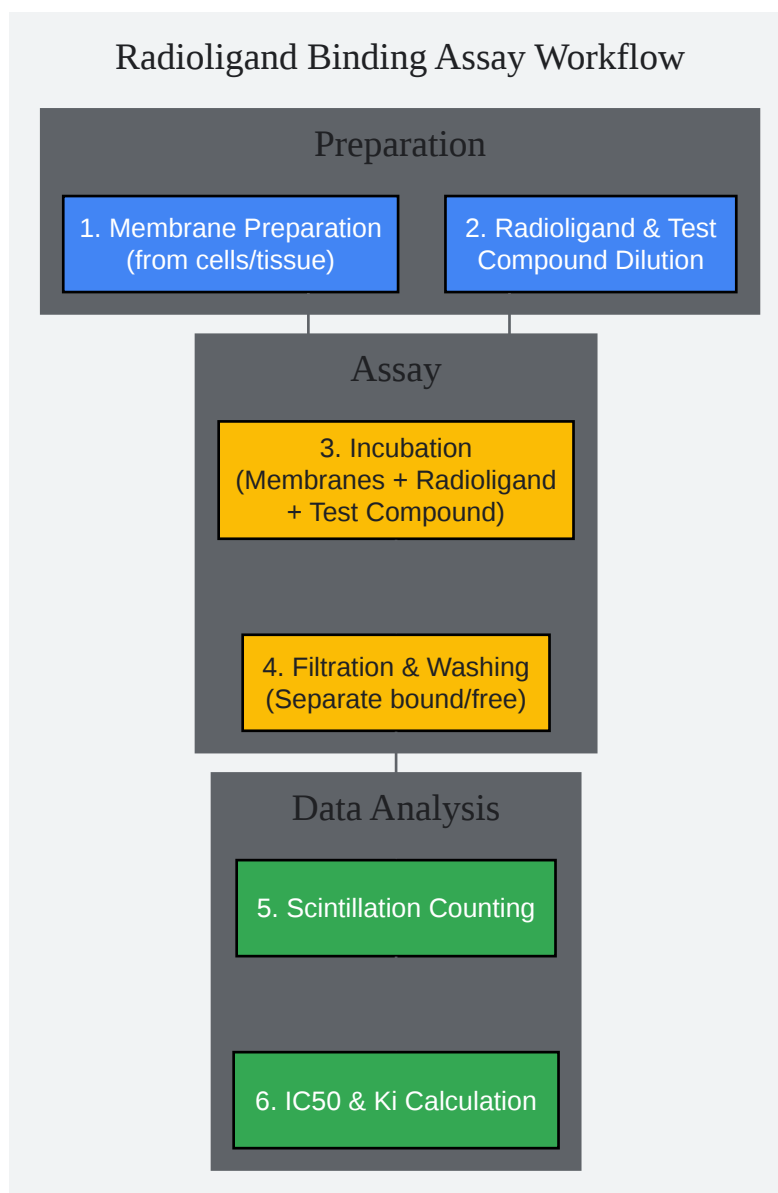 Radioligand Binding Assay Workflow
Preparation
1. Membrane Preparation
(from cells/tissue)
2. Radioligand & Test
Compound Dilution
Assay
3. Incubation
(Membranes + Radioligand
+ Test Compound)
4. Filtration & Washing
(Separate bound/free)
Data Analysis
5. Scintillation Counting
6. IC50 & Ki Calculation